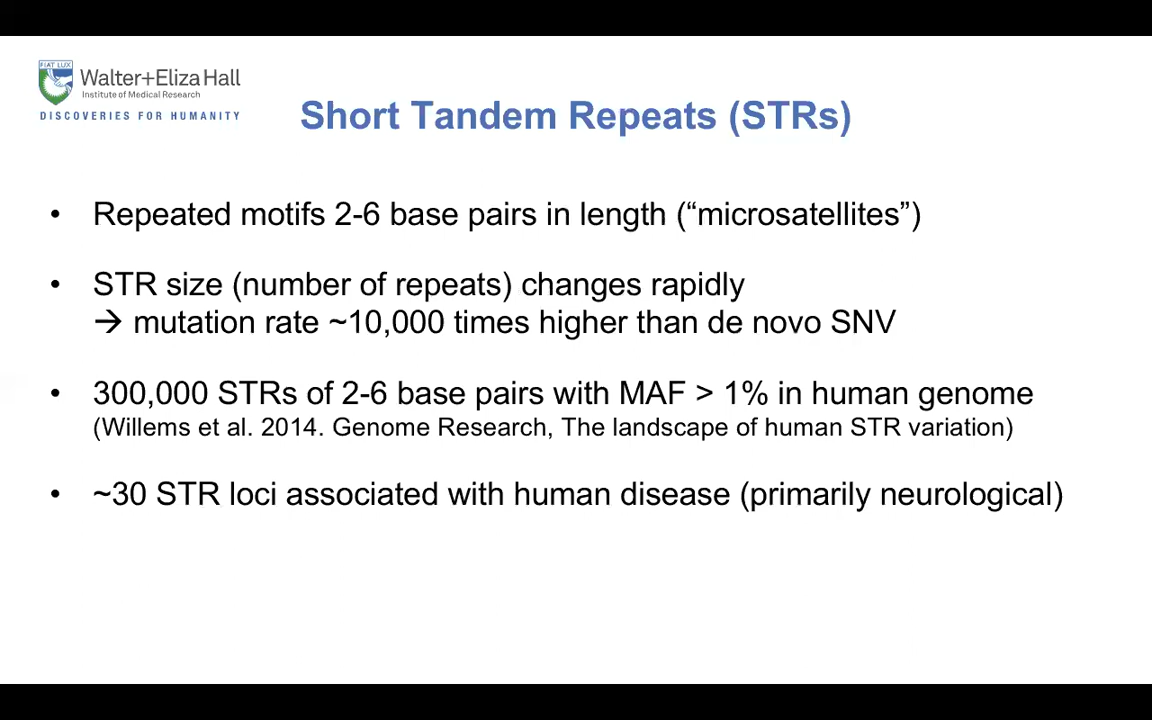 FIAT LUX
Walter+Eliza Hall
Institute of Medical Research
DISCOVERIES FOR HUMANITY
Short Tandem Repeats (STRs)
• Repeated motifs 2-6 base pairs in length (“microsatellites”)
• STR size (number of repeats) changes rapidly
→ mutation rate ~10,000 times higher than de novo SNV
• 300,000 STRs of 2-6 base pairs with MAF > 1% in human genome
(Willems et al. 2014. Genome Research, The landscape of human STR variation)
• ~30 STR loci associated with human disease (primarily neurological)